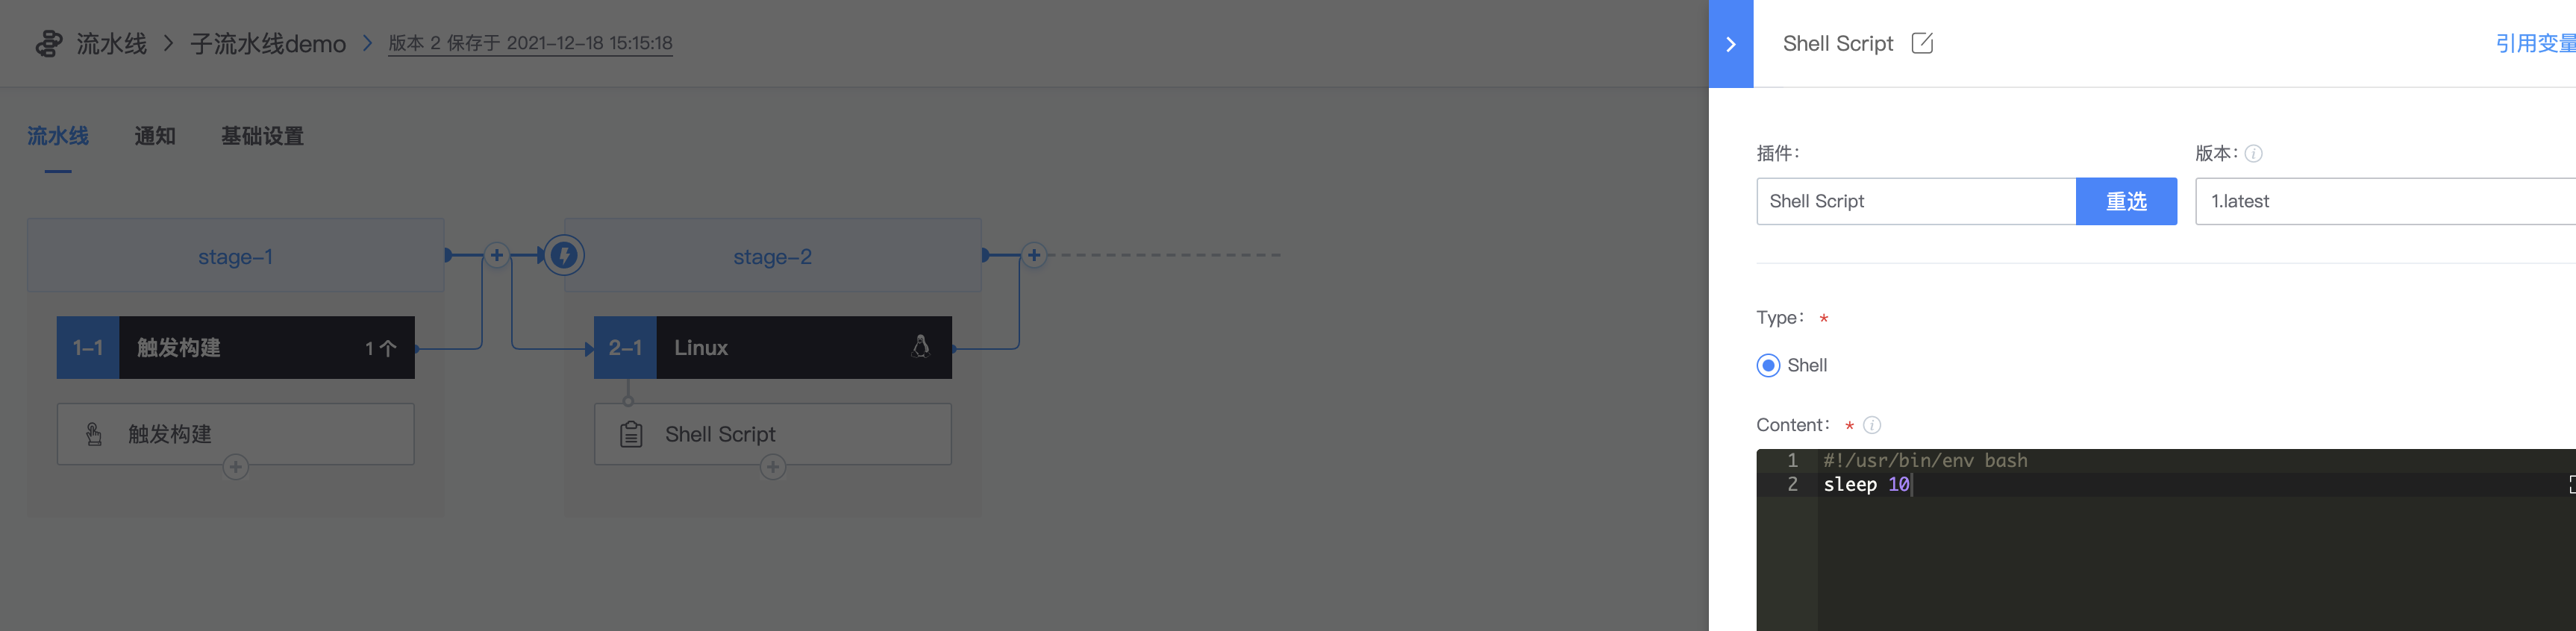 流水线 > 子流水线demo > 版本 2 保存于 2021-12-18 15:15:18
Shell Script
引用变量
流水线 通知 基础设置
插件：
版本：
Shell Script 重选
1.latest
stage-1
stage-2
Type： *
1-1 触发构建 1 个
2-1 Linux
Shell
触发构建
Shell Script
Content： *
1 #!/usr/bin/env bash
2 sleep 10